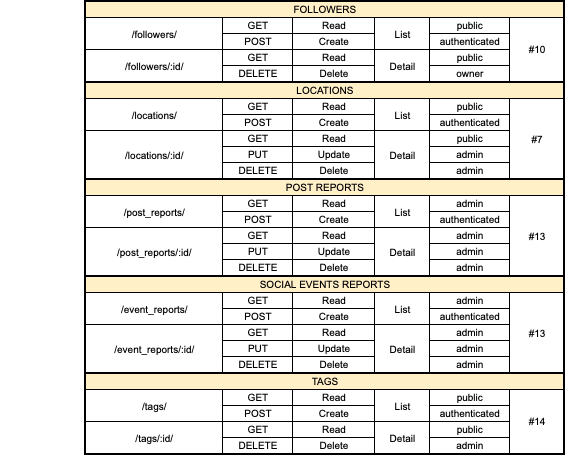 FOLLOWERS
/followers/ GET Read List public #10
POST Create authenticated
/followers/:id/ GET Read Detail public
DELETE Delete owner
LOCATIONS
/locations/ GET Read List public #7
POST Create authenticated
/locations/:id/ GET Read Detail public
PUT Update admin
DELETE Delete admin
POST REPORTS
/post_reports/ GET Read List admin #13
POST Create authenticated
/post_reports/:id/ GET Read Detail admin
PUT Update admin
DELETE Delete admin
SOCIAL EVENTS REPORTS
/event_reports/ GET Read List admin #13
POST Create authenticated
/event_reports/:id/ GET Read Detail admin
PUT Update admin
DELETE Delete admin
TAGS
/tags/ GET Read List public #14
POST Create authenticated
/tags/:id/ GET Read Detail public
DELETE Delete admin